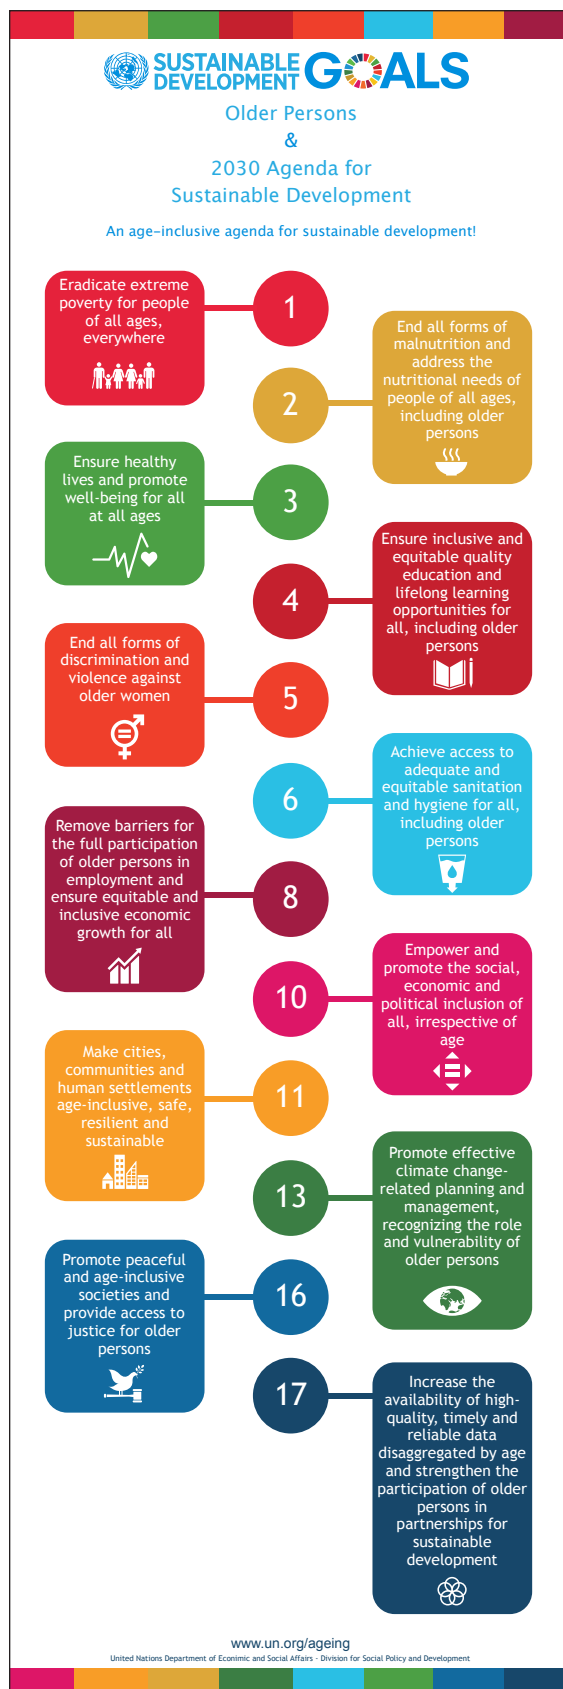 SUSTAINABLE
DEVELOPMENT
GOALS
Older Persons
&
2030 Agenda for
Sustainable Development
An age-inclusive agenda for sustainable development!
Eradicate extreme
poverty for people
of all ages,
everywhere
1
End all forms of
malnutrition and
address the
nutritional needs of
people of all ages,
including older
persons
2
Ensure healthy
lives and promote
well-being for all
at all ages
3
Ensure inclusive and
equitable quality
education and
lifelong learning
opportunities for
all, including older
persons
4
End all forms of
discrimination and
violence against
older women
5
Achieve access to
adequate and
equitable sanitation
and hygiene for all,
including older
persons
6
Remove barriers for
the full participation
of older persons in
employment and
ensure equitable and
inclusive economic
growth for all
8
Empower and
promote the social,
economic and
political inclusion of
all, irrespective of
age
10
Make cities,
communities and
human settlements
age-inclusive, safe,
resilient and
sustainable
11
Promote effective
climate change-
related planning and
management,
recognizing the role
and vulnerability of
older persons
13
Promote peaceful
and age-inclusive
societies and
provide access to
justice for older
persons
16
Increase the
availability of high-
quality, timely and
reliable data
disaggregated by age
and strengthen the
participation of older
persons in
partnerships for
sustainable
development
17
www.un.org/ageing
United Nations Department of Econimic and Social Affairs - Division for Social Policy and Development